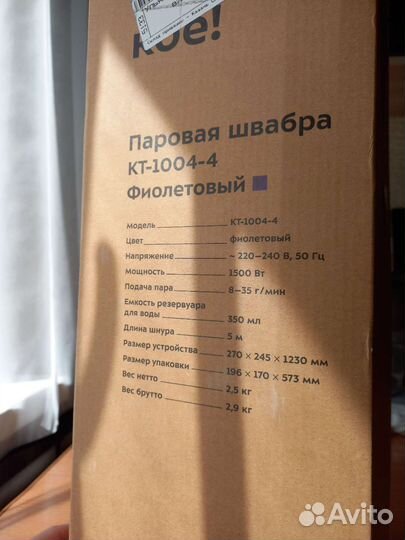 кое!
Паровая швабра
КТ-1004-4
Фиолетовый
Модель КТ-1004-4
Цвет фиолетовый
Напряжение ~ 220–240 В, 50 Гц
Мощность 1500 Вт
Подача пара 8–35 г/мин
Емкость резервуара
для воды 350 мл
Длина шнура 5 м
Размер устройства 270 × 245 × 1230 мм
Размер упаковки 196 × 170 × 573 мм
Вес нетто 2,5 кг
Вес брутто 2,9 кг
Avito